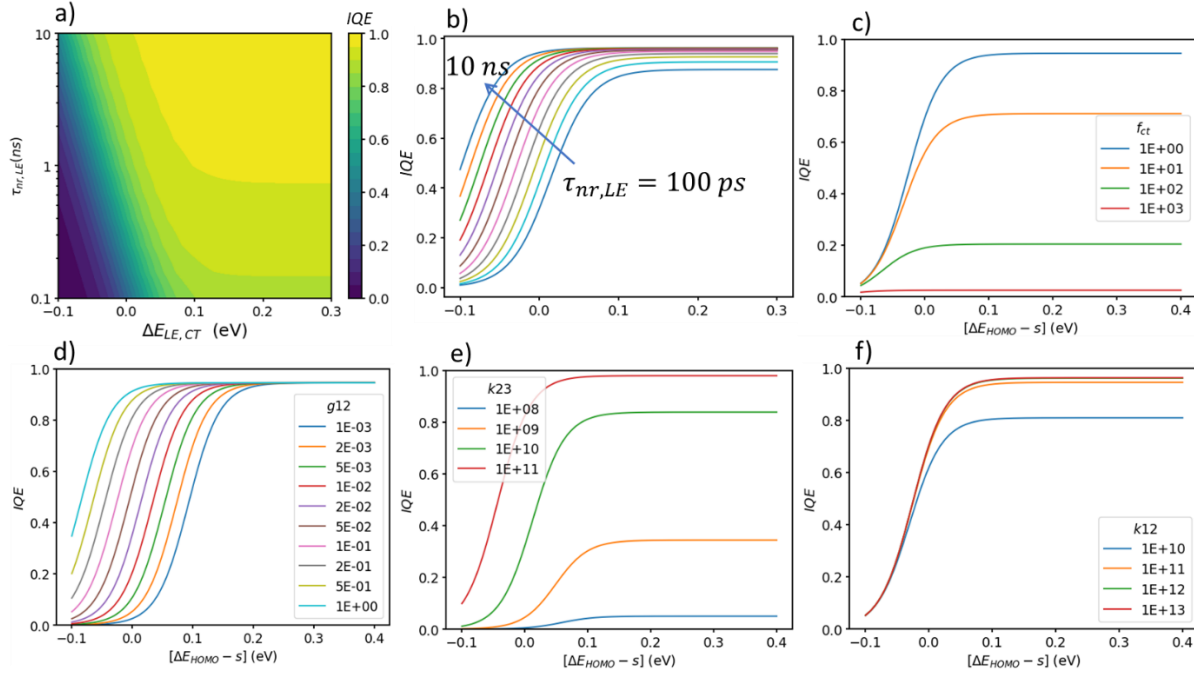 a)
IQE
10
1
0.1
τnr,LE(ns)
−0.1
0.0
0.1
0.2
0.3
ΔELE,CT (eV)
1.0
0.8
0.6
0.4
0.2
0.0
b)
1.0
0.8
0.6
0.4
0.2
0.0
IQE
10 ns
τnr,LE = 100 ps
−0.1
0.0
0.1
0.2
0.3
c)
1.0
0.8
0.6
0.4
0.2
0.0
IQE
fct
1E+00
1E+01
1E+02
1E+03
−0.1
0.0
0.1
0.2
0.3
0.4
[ΔEHOMO − s] (eV)
d)
1.0
0.8
0.6
0.4
0.2
0.0
IQE
g12
1E-03
2E-03
5E-03
1E-02
2E-02
5E-02
1E-01
2E-01
5E-01
1E+00
−0.1
0.0
0.1
0.2
0.3
0.4
[ΔEHOMO − s] (eV)
e)
1.0
0.8
0.6
0.4
0.2
0.0
IQE
k23
1E+08
1E+09
1E+10
1E+11
−0.1
0.0
0.1
0.2
0.3
0.4
[ΔEHOMO − s] (eV)
f)
1.0
0.8
0.6
0.4
0.2
0.0
IQE
k12
1E+10
1E+11
1E+12
1E+13
−0.1
0.0
0.1
0.2
0.3
0.4
[ΔEHOMO − s] (eV)